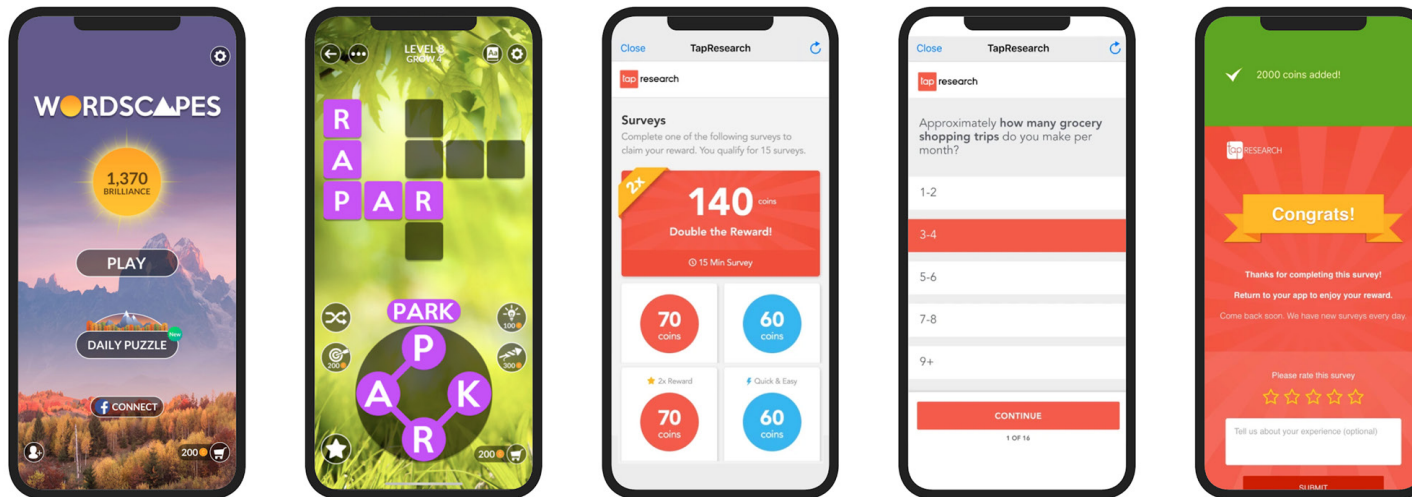 WORDSCAPES
1,370
BRILLIANCE
PLAY
New
DAILY PUZZLE
f CONNECT
200
LEVEL 8
GROW 4
Aa
R
A
P A R
PARK
100
200
300
P
A K
R
200
Close TapResearch
tap research
Surveys
Complete one of the following surveys to
claim your reward. You qualify for 15 surveys.
2x
140 coins
Double the Reward!
15 Min Survey
70
coins
60
coins
2x Reward
70
coins
Quick & Easy
60
coins
Close TapResearch
tap research
Approximately how many grocery
shopping trips do you make per
month?
1-2
3-4
5-6
7-8
9+
CONTINUE
1 OF 16
2000 coins added!
tap RESEARCH
Congrats!
Thanks for completing this survey!
Return to your app to enjoy your reward.
Come back soon. We have new surveys every day.
Please rate this survey
Tell us about your experience (optional)
SUBMIT